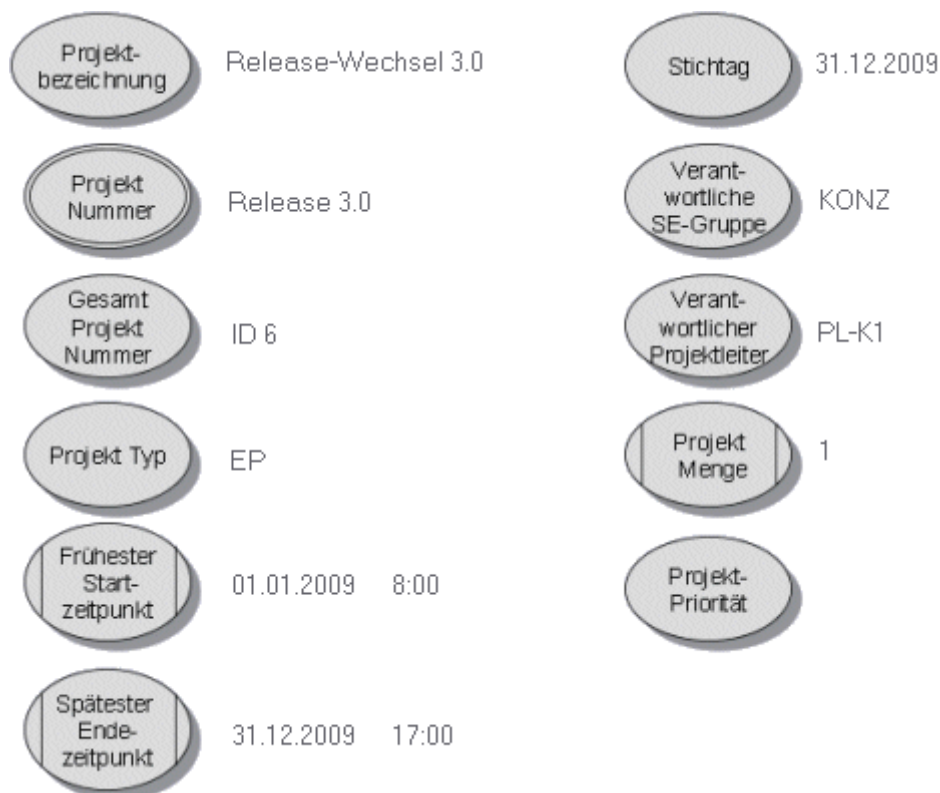 Projekt-
bezeichnung
Release-Wechsel 3.0
Projekt
Nummer
Release 3.0
Gesamt
Projekt
Nummer
ID 6
Projekt Typ
EP
Frühester
Start-
zeitpunkt
01.01.2009 8:00
Spätester
Ende-
zeitpunkt
31.12.2009 17:00
Stichtag
31.12.2009
Verant-
wortliche
SE-Gruppe
KONZ
Verant-
wortlicher
Projektleiter
PL-K1
Projekt
Menge
1
Projekt-
Priorität